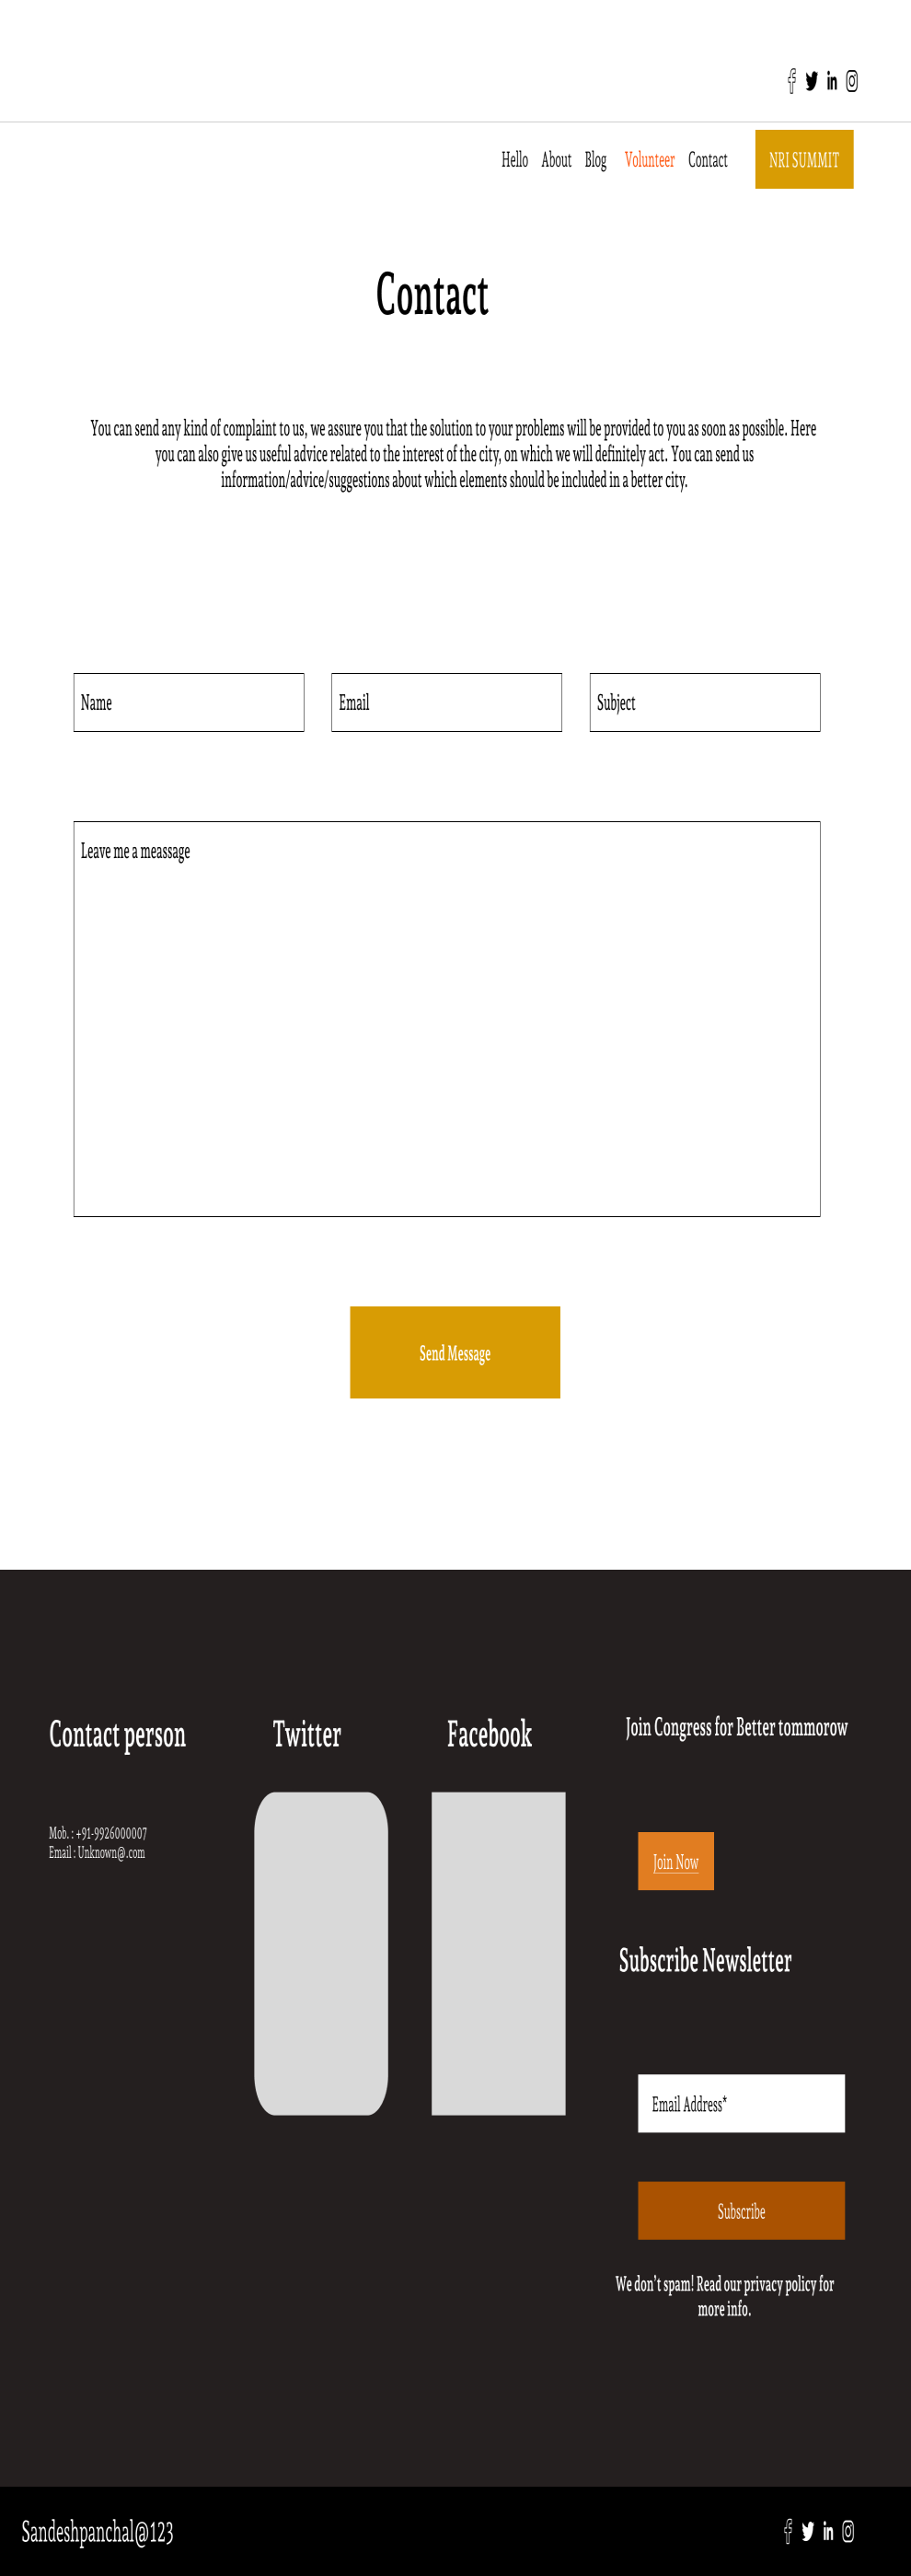 Hello About Blog Volunteer Contact NRI SUMMIT
Contact
You can send any kind of complaint to us, we assure you that the solution to your problems will be provided to you as soon as possible. Here
you can also give us useful advice related to the interest of the city, on which we will definitely act. You can send us
information/advice/suggestions about which elements should be included in a better city.
Name
Email
Subject
Leave me a meassage
Send Message
Contact person
Mob. : +91-9926000007
Email : Unknown@.com
Twitter
Facebook
Join Congress for Better tommorow
Join Now
Subscribe Newsletter
Email Address*
Subscribe
We don't spam! Read our privacy policy for
more info.
Sandeshpanchal@123